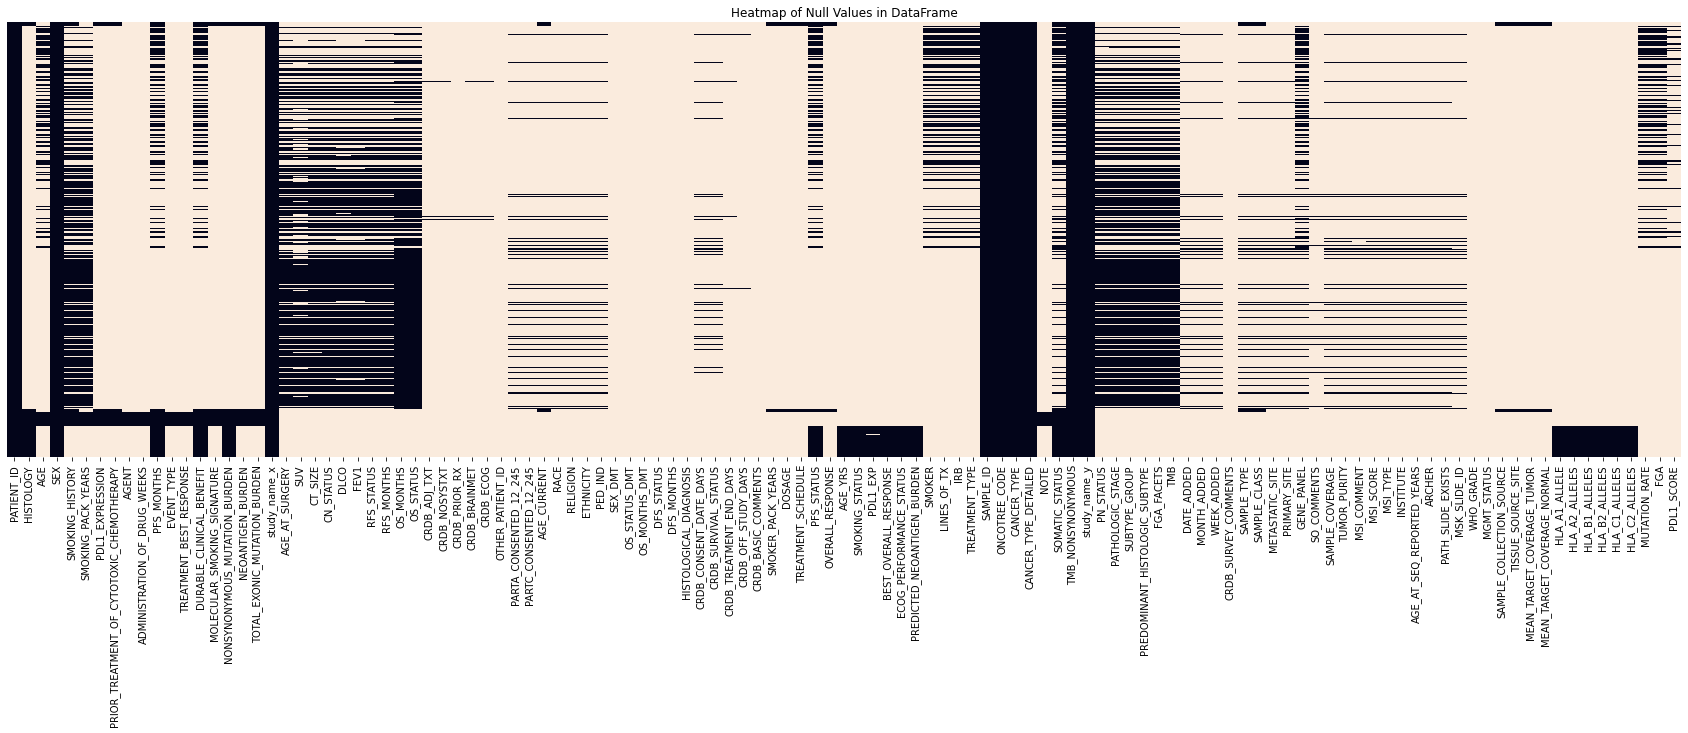 Heatmap of Null Values in DataFrame
PATIENT_ID
HISTOLOGY
AGE
SEX
SMOKING_HISTORY
SMOKING_PACK_YEARS
PDL1_EXPRESSION
PRIOR_TREATMENT_OF_CYTOTOXIC_CHEMOTHERAPY
AGENT
ADMINISTRATION_OF_DRUG_WEEKS
PFS_MONTHS
EVENT_TYPE
TREATMENT_BEST_RESPONSE
DURABLE_CLINICAL_BENEFIT
MOLECULAR_SMOKING_SIGNATURE
NONSYNONYMOUS_MUTATION_BURDEN
NEOANTIGEN_BURDEN
TOTAL_EXONIC_MUTATION_BURDEN
study_name_x
AGE_AT_SURGERY
SUV
CT_SIZE
CN_STATUS
DLCO
FEV1
RFS_STATUS
RFS_MONTHS
OS_MONTHS
OS_STATUS
CRDB_ADJ_TXT
CRDB_NOSYSTXT
CRDB_PRIOR_RX
CRDB_BRAINMET
CRDB_ECOG
OTHER_PATIENT_ID
PARTA_CONSENTED_12_245
PARTC_CONSENTED_12_245
AGE_CURRENT
RACE
RELIGION
ETHNICITY
PED_IND
SEX_DMT
OS_STATUS_DMT
OS_MONTHS_DMT
DFS_STATUS
DFS_MONTHS
HISTOLOGICAL_DIAGNOSIS
CRDB_CONSENT_DATE_DAYS
CRDB_SURVIVAL_STATUS
CRDB_TREATMENT_END_DAYS
CRDB_OFF_STUDY_DAYS
CRDB_BASIC_COMMENTS
SMOKER_PACK_YEARS
DOSAGE
TREATMENT_SCHEDULE
PFS_STATUS
OVERALL_RESPONSE
AGE_YRS
SMOKING_STATUS
PDL1_EXP
BEST_OVERALL_RESPONSE
ECOG_PERFORMANCE_STATUS
PREDICTED_NEOANTIGEN_BURDEN
SMOKER
LINES_OF_TX
IRB
TREATMENT_TYPE
SAMPLE_ID
ONCOTREE_CODE
CANCER_TYPE
CANCER_TYPE_DETAILED
NOTE
SOMATIC_STATUS
TMB_NONSYNONYMOUS
study_name_y
PN_STATUS
PATHOLOGIC_STAGE
SUBTYPE_GROUP
PREDOMINANT_HISTOLOGIC_SUBTYPE
FGA_FACETS
TMB
DATE_ADDED
MONTH_ADDED
WEEK_ADDED
CRDB_SURVEY_COMMENTS
SAMPLE_TYPE
SAMPLE_CLASS
METASTATIC_SITE
PRIMARY_SITE
GENE_PANEL
SO_COMMENTS
SAMPLE_COVERAGE
TUMOR_PURITY
MSI_COMMENT
MSI_SCORE
MSI_TYPE
INSTITUTE
AGE_AT_SEQ_REPORTED_YEARS
ARCHER
PATH_SLIDE_EXISTS
MSK_SLIDE_ID
WHO_GRADE
MGMT_STATUS
SAMPLE_COLLECTION_SOURCE
TISSUE_SOURCE_SITE
MEAN_TARGET_COVERAGE_TUMOR
MEAN_TARGET_COVERAGE_NORMAL
HLA_A1_ALLELE
HLA_A2_ALLELES
HLA_B1_ALLELES
HLA_B2_ALLELES
HLA_C1_ALLELES
HLA_C2_ALLELES
MUTATION_RATE
FGA
PDL1_SCORE